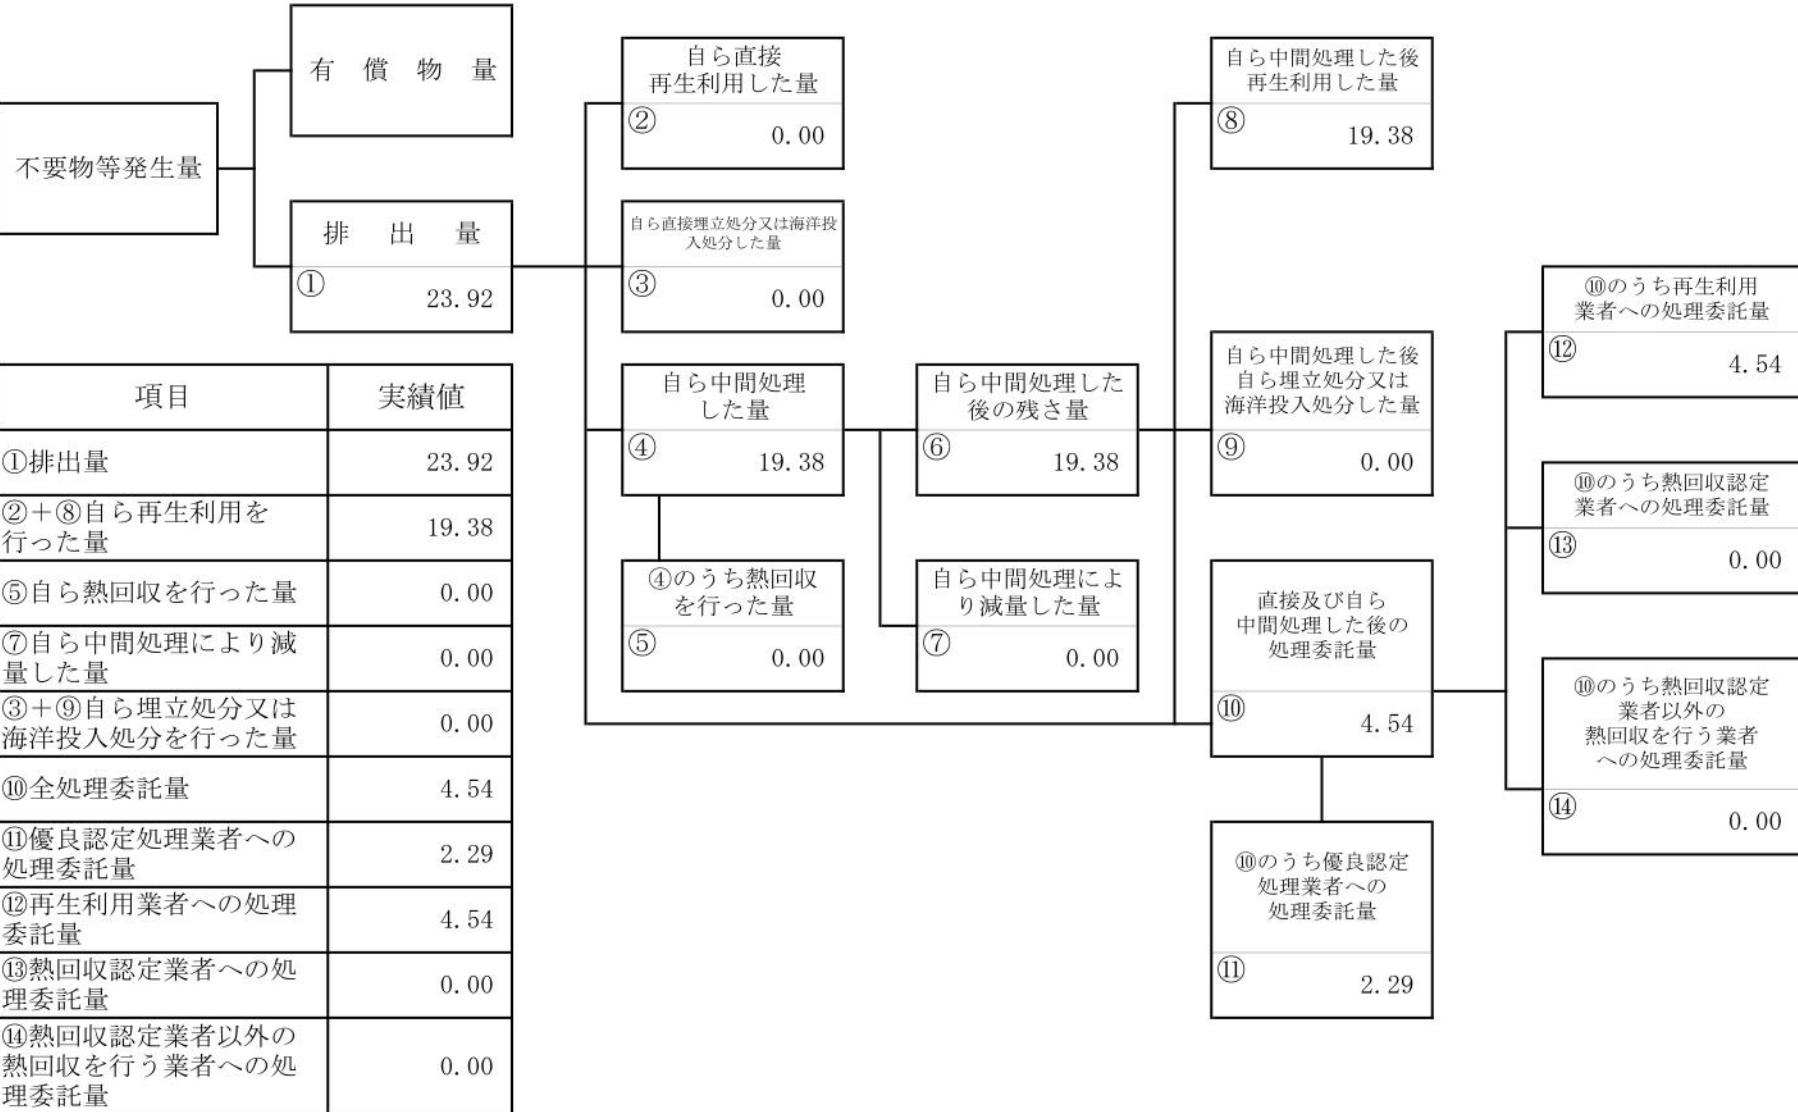 有 償 物 量
不要物等発生量
排 出 量
①
23.92
自ら直接
再生利用した量
②
0.00
自ら直接埋立処分又は海洋投
入処分した量
③
0.00
自ら中間処理
した量
④
19.38
④のうち熱回収
を行った量
⑤
0.00
自ら中間処理した
後の残さ量
⑥
19.38
自ら中間処理によ
り減量した量
⑦
0.00
自ら中間処理した後
再生利用した量
⑧
19.38
自ら中間処理した後
自ら埋立処分又は
海洋投入処分した量
⑨
0.00
直接及び自ら
中間処理した後の
処理委託量
⑩
4.54
⑩のうち優良認定
処理業者への
処理委託量
⑪
2.29
⑩のうち再生利用
業者への処理委託量
⑫
4.54
⑩のうち熱回収認定
業者への処理委託量
⑬
0.00
⑩のうち熱回収認定
業者以外の
熱回収を行う業者
への処理委託量
⑭
0.00
項目 実績値
①排出量 23.92
②+⑧自ら再生利用を
行った量 19.38
⑤自ら熱回収を行った量 0.00
⑦自ら中間処理により減
量した量 0.00
③+⑨自ら埋立処分又は
海洋投入処分を行った量 0.00
⑩全処理委託量 4.54
⑪優良認定処理業者への
処理委託量 2.29
⑫再生利用業者への処理
委託量 4.54
⑬熱回収認定業者への処
理委託量 0.00
⑭熱回収認定業者以外の
熱回収を行う業者への処
理委託量 0.00